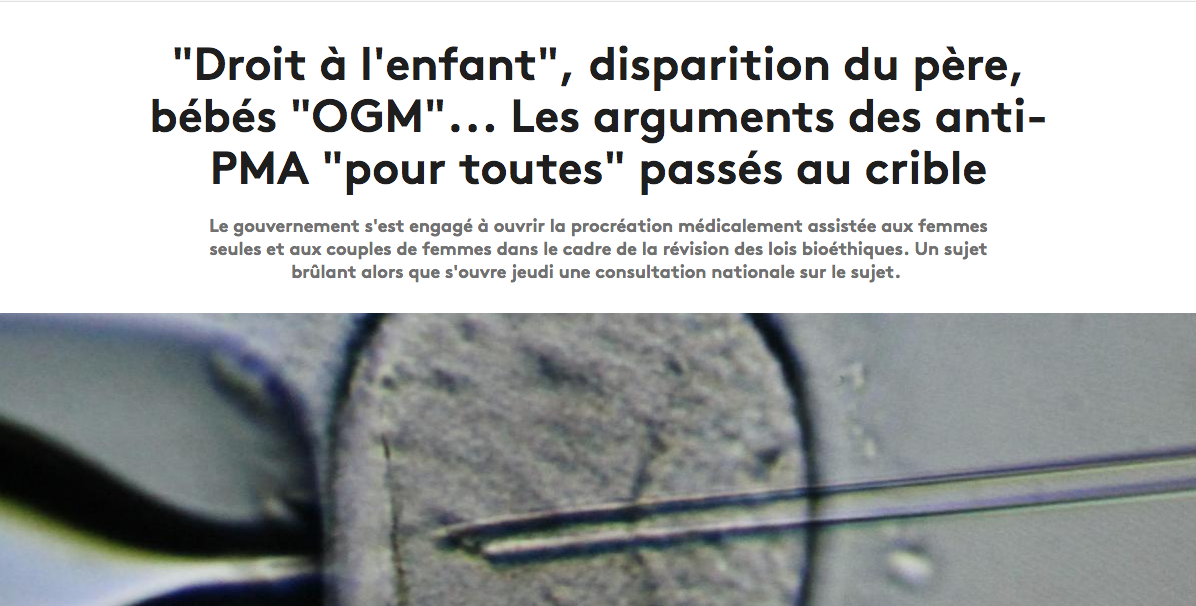 "Droit à l'enfant", disparition du père,
bébés "OGM"... Les arguments des anti-
PMA "pour toutes" passés au crible
Le gouvernement s'est engagé à ouvrir la procréation médicalement assistée aux femmes
seules et aux couples de femmes dans le cadre de la révision des lois bioéthiques. Un sujet
brûlant alors que s'ouvre jeudi une consultation nationale sur le sujet.